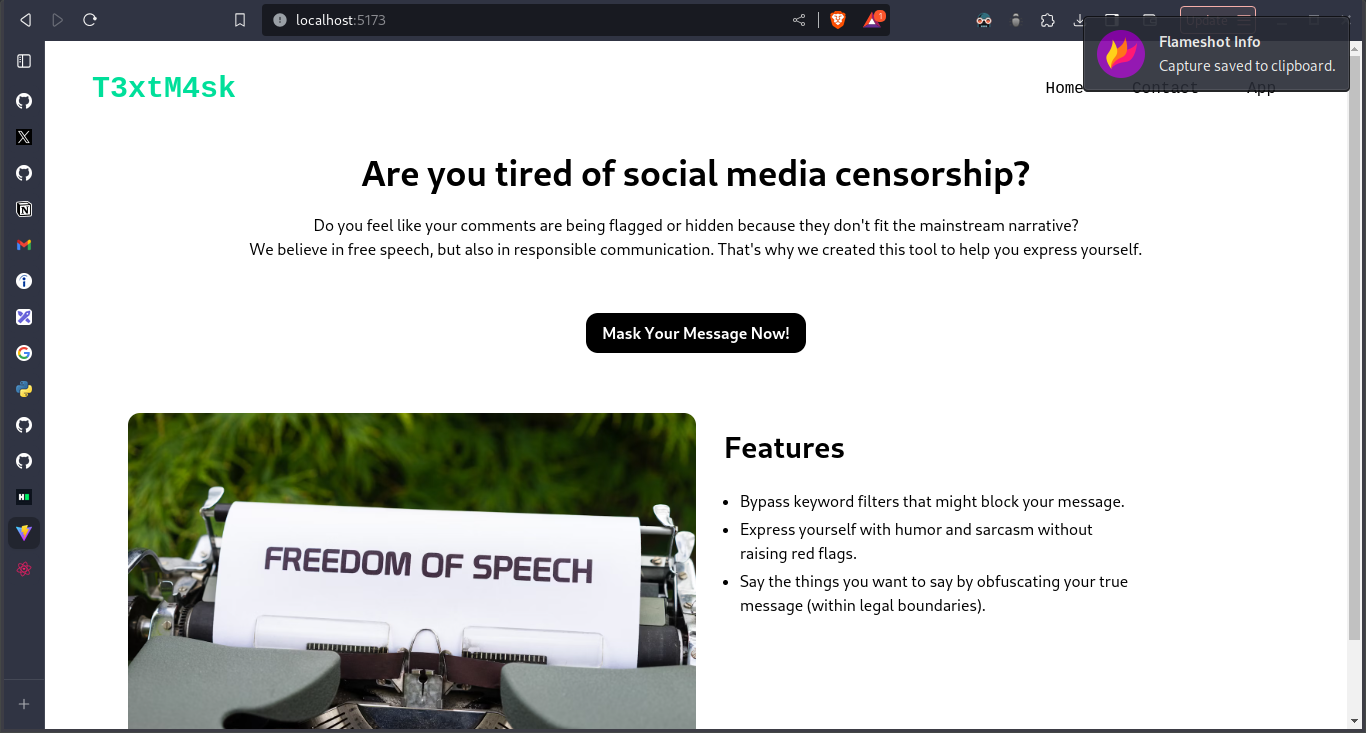 localhost:5173
1
Update
Flameshot Info
Capture saved to clipboard.
T3xtM4sk
Home
Contact
App
Are you tired of social media censorship?
Do you feel like your comments are being flagged or hidden because they don't fit the mainstream narrative?
We believe in free speech, but also in responsible communication. That's why we created this tool to help you express yourself.
Mask Your Message Now!
FREEDOM OF SPEECH
Features
• Bypass keyword filters that might block your message.
• Express yourself with humor and sarcasm without
raising red flags.
• Say the things you want to say by obfuscating your true
message (within legal boundaries).